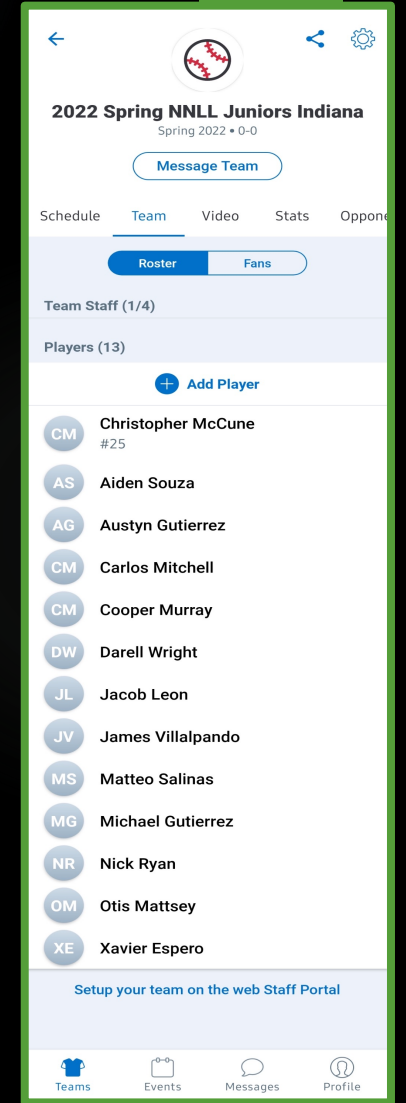 2022 Spring NNLL Juniors Indiana
Spring 2022 • 0-0
Message Team
Schedule Team Video Stats Oppone
Roster Fans
Team Staff (1/4)
Players (13)
Add Player
CM Christopher McCune
#25
AS Aiden Souza
AG Austyn Gutierrez
CM Carlos Mitchell
CM Cooper Murray
DW Darell Wright
JL Jacob Leon
JV James Villalpando
MS Matteo Salinas
MG Michael Gutierrez
NR Nick Ryan
OM Otis Mattsey
XE Xavier Espero
Setup your team on the web Staff Portal
Teams Events Messages Profile